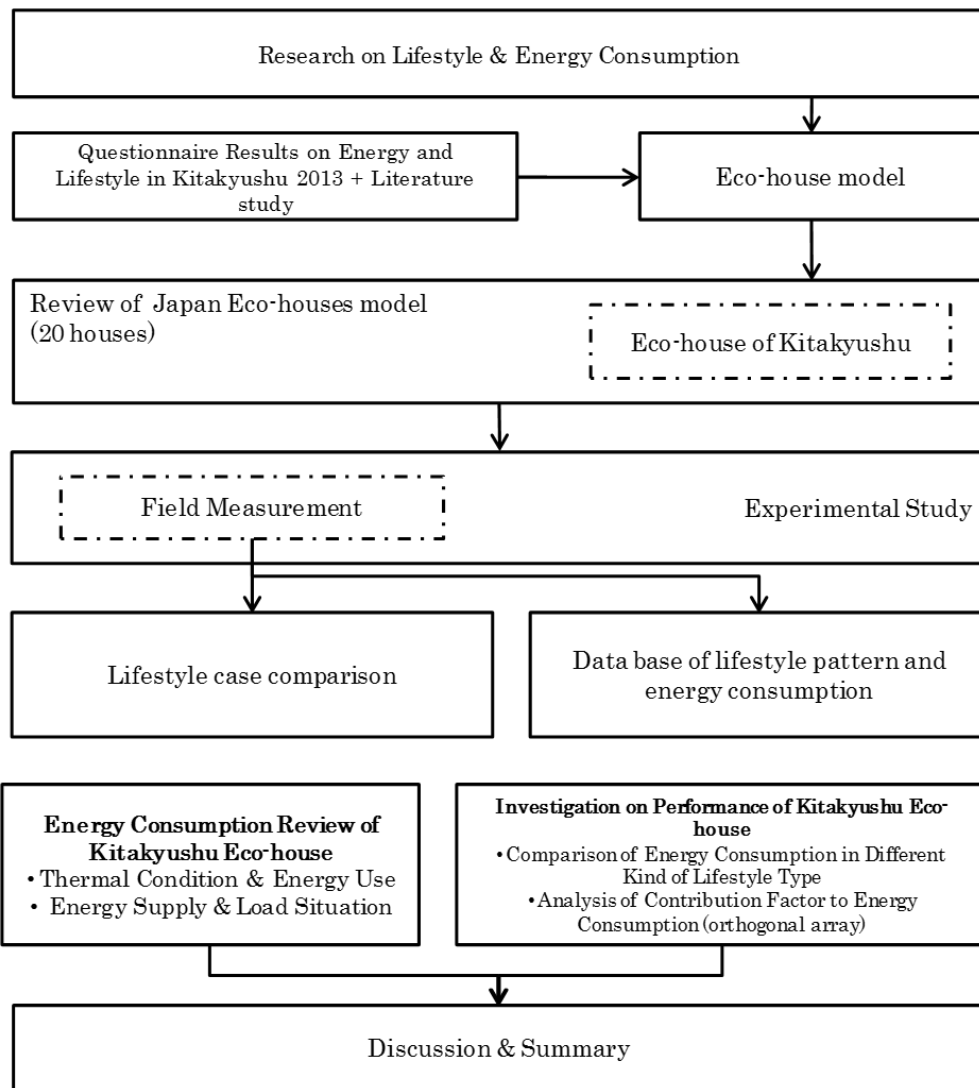 Research on Lifestyle & Energy Consumption
Questionnaire Results on Energy and
Lifestyle in Kitakyushu 2013 + Literature
study
Eco-house model
Review of Japan Eco-houses model
(20 houses)
Eco-house of Kitakyushu
Field Measurement
Experimental Study
Lifestyle case comparison
Data base of lifestyle pattern and
energy consumption
Energy Consumption Review of
Kitakyushu Eco-house
• Thermal Condition & Energy Use
• Energy Supply & Load Situation
Investigation on Performance of Kitakyushu Eco-
house
•Comparison of Energy Consumption in Different
Kind of Lifestyle Type
•Analysis of Contribution Factor to Energy
Consumption (orthogonal array)
Discussion & Summary